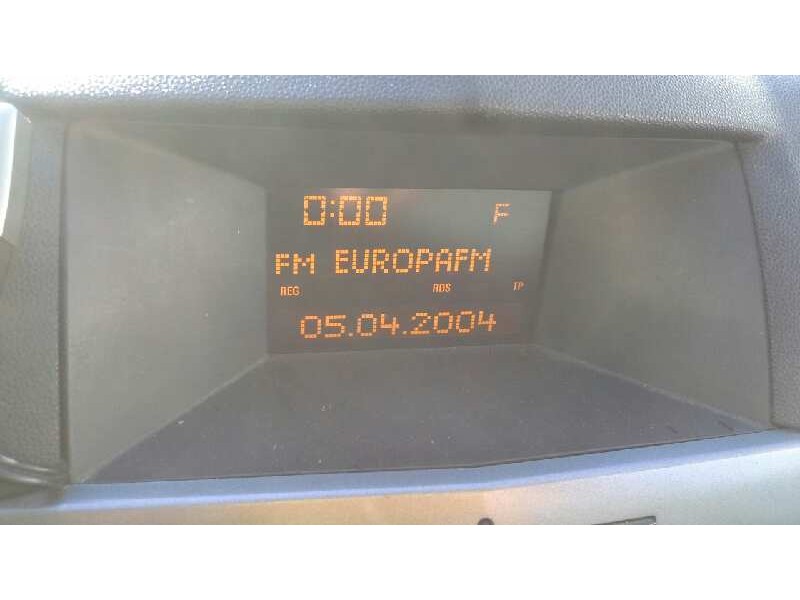 0:00 F
FM EUROPAFM
REG RDS TP
05.04.2004